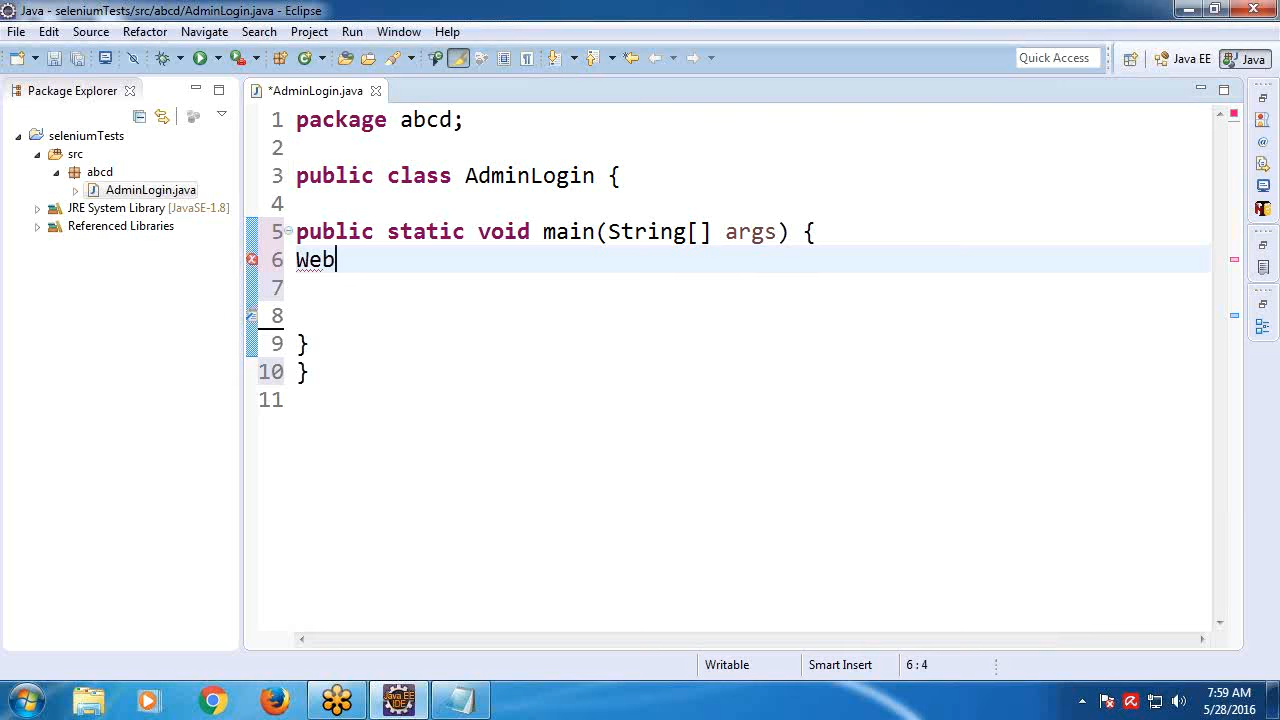 Java - seleniumTests/src/abcd/AdminLogin.java - Eclipse
File Edit Source Refactor Navigate Search Project Run Window Help
Quick Access Java EE Java
Package Explorer
*AdminLogin.java
seleniumTests
src
abcd
AdminLogin.java
JRE System Library [JavaSE-1.8]
Referenced Libraries
1 package abcd;
2
3 public class AdminLogin {
4
5 public static void main(String[] args) {
6 Web
7
8
9 }
10 }
11
Writable Smart Insert 6 : 4
Java EE
IDE
7:59 AM
5/28/2016